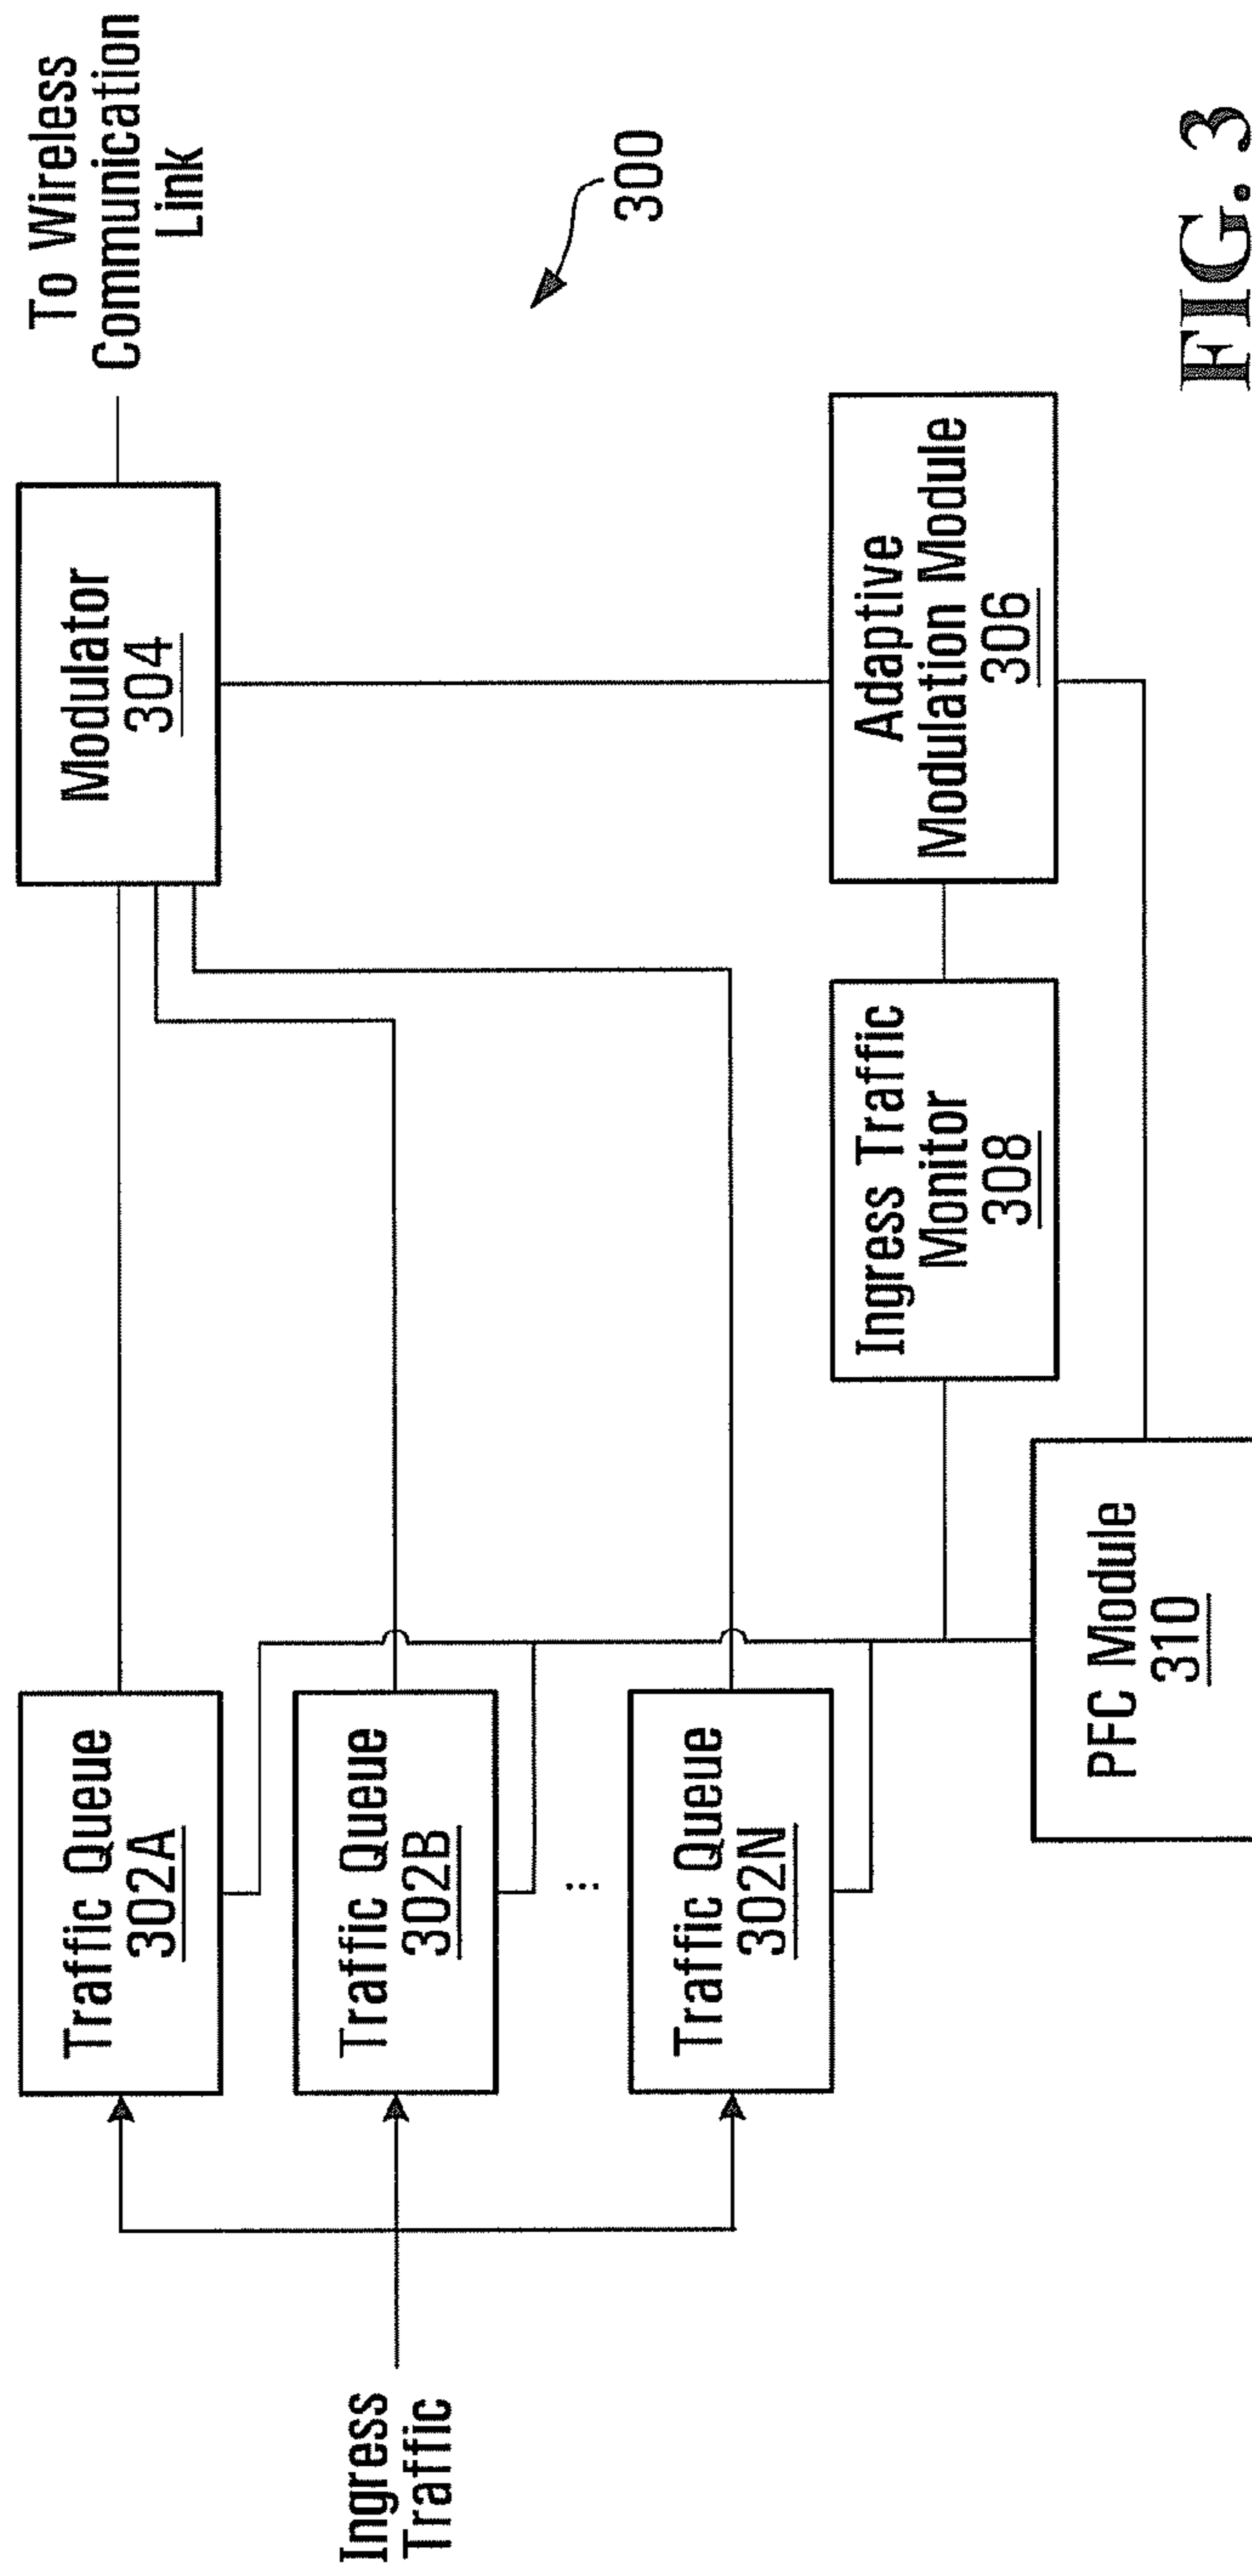 To Wireless
Communication
Link
Modulator
304
300
Traffic Queue
302A
Traffic Queue
302B
...
Traffic Queue
302N
Ingress
Traffic
Adaptive
Modulation Module
306
Ingress Traffic
Monitor
308
PFC Module
310
FIG. 3